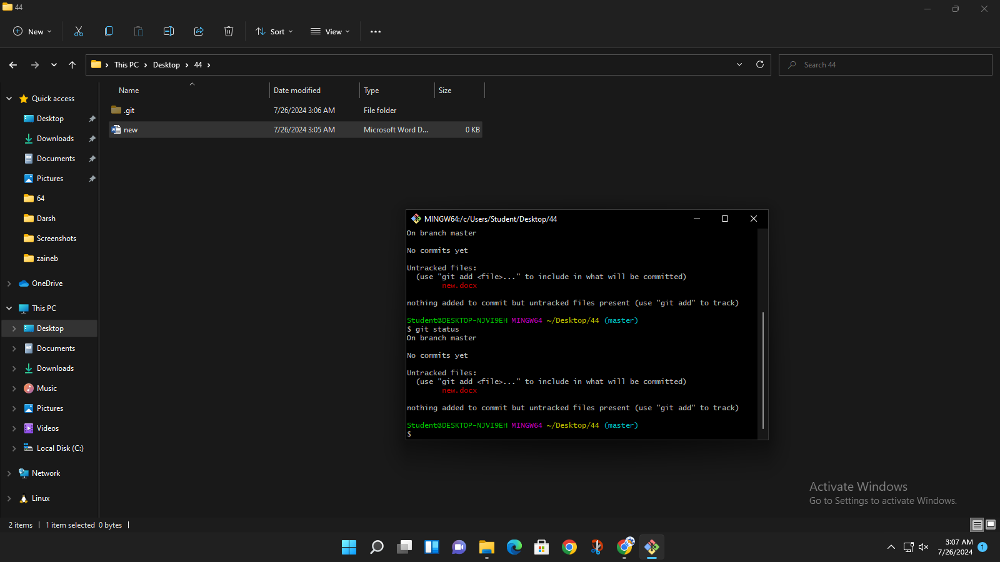 44
New
Sort
View
This PC
Desktop
44
Search 44
Name
Date modified
Type
Size
.git
7/26/2024 3:06 AM
File folder
new
7/26/2024 3:05 AM
Microsoft Word D...
0 KB
Quick access
Desktop
Downloads
Documents
Pictures
64
Darsh
Screenshots
zaineb
OneDrive
This PC
Desktop
Documents
Downloads
Music
Pictures
Videos
Local Disk (C:)
Network
Linux
MINGW64:/c/Users/Student/Desktop/44
On branch master
No commits yet
Untracked files:
(use "git add <file>..." to include in what will be committed)
new.docx
nothing added to commit but untracked files present (use "git add" to track)
Student@DESKTOP-NJVI9EH MINGW64 ~/Desktop/44 (master)
$ git status
On branch master
No commits yet
Untracked files:
(use "git add <file>..." to include in what will be committed)
new.docx
nothing added to commit but untracked files present (use "git add" to track)
Student@DESKTOP-NJVI9EH MINGW64 ~/Desktop/44 (master)
$
Activate Windows
Go to Settings to activate Windows.
2 items
1 item selected 0 bytes
3:07 AM
7/26/2024
1